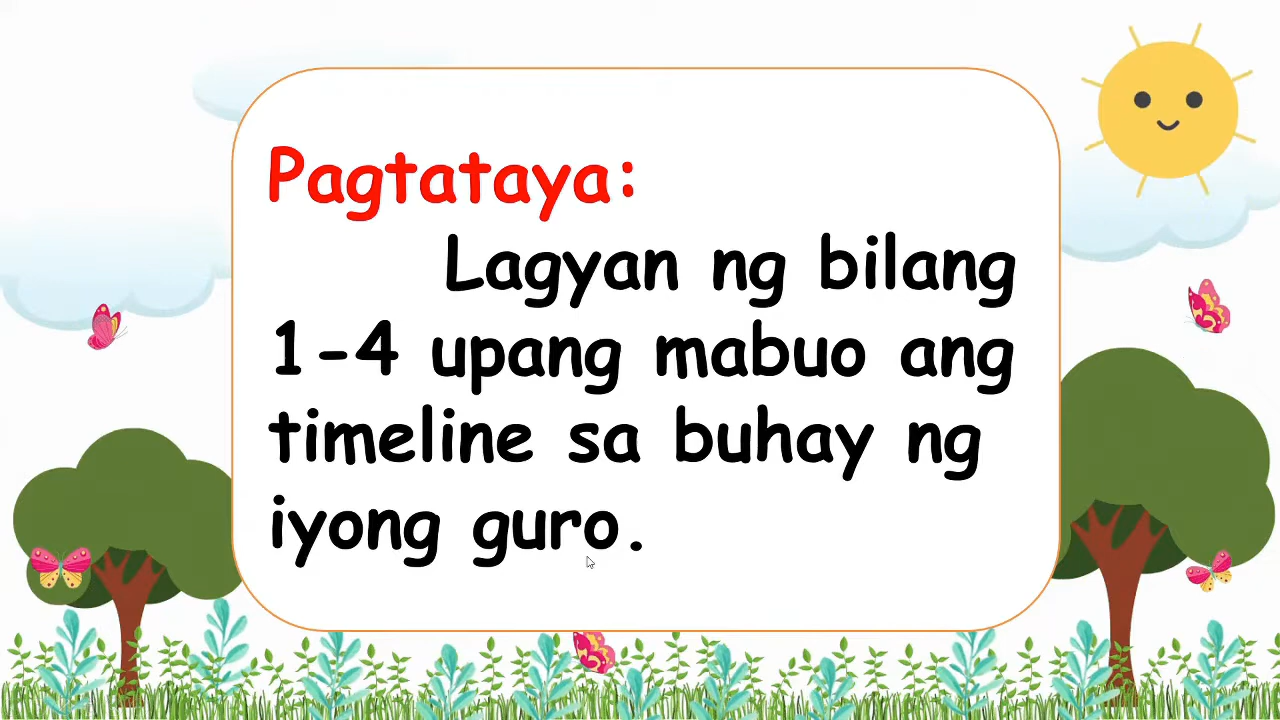 Pagtataya:
Lagyan ng bilang
1-4 upang mabuo ang
timeline sa buhay ng
iyong guro.